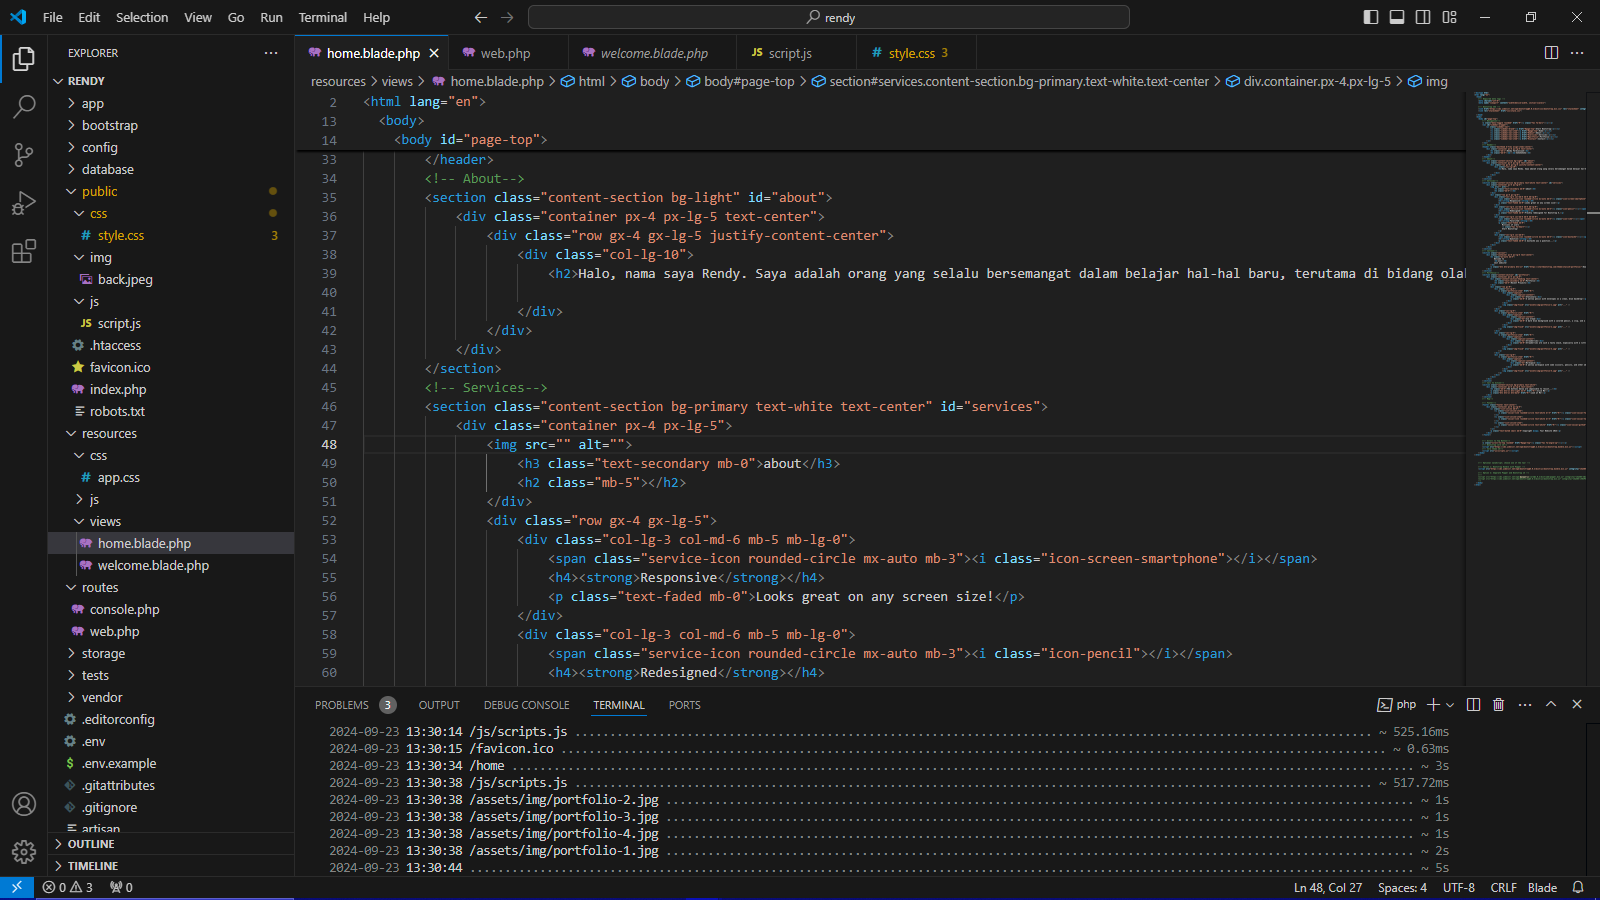 File Edit Selection View Go Run Terminal Help
rendy
EXPLORER
RENDY
app
bootstrap
config
database
public
css
style.css 3
img
back.jpeg
js
script.js
.htaccess
favicon.ico
index.php
robots.txt
resources
css
app.css
js
views
home.blade.php
welcome.blade.php
routes
console.php
web.php
storage
tests
vendor
.editorconfig
.env
.env.example
.gitattributes
.gitignore
artisan
OUTLINE
TIMELINE
home.blade.php web.php welcome.blade.php JS script.js # style.css 3
resources > views > home.blade.php > html > body > body#page-top > section#services.content-section.bg-primary.text-white.text-center > div.container.px-4.px-lg-5 > img
2 <html lang="en">
13 <body>
14 <body id="page-top">
33 </header>
34 <!-- About-->
35 <section class="content-section bg-light" id="about">
36 <div class="container px-4 px-lg-5 text-center">
37 <div class="row gx-4 gx-lg-5 justify-content-center">
38 <div class="col-lg-10">
39 <h2>Halo, nama saya Rendy. Saya adalah orang yang selalu bersemangat dalam belajar hal-hal baru, terutama di bidang olah
40
41 </div>
42 </div>
43 </div>
44 </section>
45 <!-- Services-->
46 <section class="content-section bg-primary text-white text-center" id="services">
47 <div class="container px-4 px-lg-5">
48 <img src="" alt="">
49 <h3 class="text-secondary mb-0">about</h3>
50 <h2 class="mb-5"></h2>
51 </div>
52 <div class="row gx-4 gx-lg-5">
53 <div class="col-lg-3 col-md-6 mb-5 mb-lg-0">
54 <span class="service-icon rounded-circle mx-auto mb-3"><i class="icon-screen-smartphone"></i></span>
55 <h4><strong>Responsive</strong></h4>
56 <p class="text-faded mb-0">Looks great on any screen size!</p>
57 </div>
58 <div class="col-lg-3 col-md-6 mb-5 mb-lg-0">
59 <span class="service-icon rounded-circle mx-auto mb-3"><i class="icon-pencil"></i></span>
60 <h4><strong>Redesigned</strong></h4>
PROBLEMS 3 OUTPUT DEBUG CONSOLE TERMINAL PORTS
php
2024-09-23 13:30:14 /js/scripts.js ~ 525.16ms
2024-09-23 13:30:15 /favicon.ico ~ 0.63ms
2024-09-23 13:30:34 /home ~ 3s
2024-09-23 13:30:38 /js/scripts.js ~ 517.72ms
2024-09-23 13:30:38 /assets/img/portfolio-2.jpg ~ 1s
2024-09-23 13:30:38 /assets/img/portfolio-3.jpg ~ 1s
2024-09-23 13:30:38 /assets/img/portfolio-4.jpg ~ 1s
2024-09-23 13:30:38 /assets/img/portfolio-1.jpg ~ 2s
2024-09-23 13:30:44 ~ 5s
0 3 0 Ln 48, Col 27 Spaces: 4 UTF-8 CRLF Blade